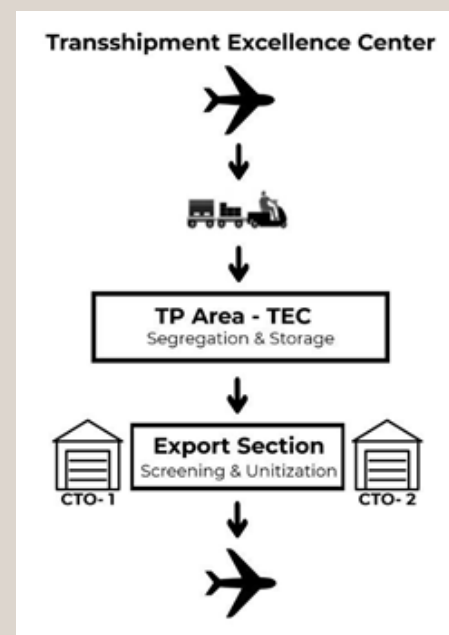 Transshipment Excellence Center
TP Area - TEC
Segregation & Storage
Export Section
Screening & Unitization
CTO- 1
CTO- 2